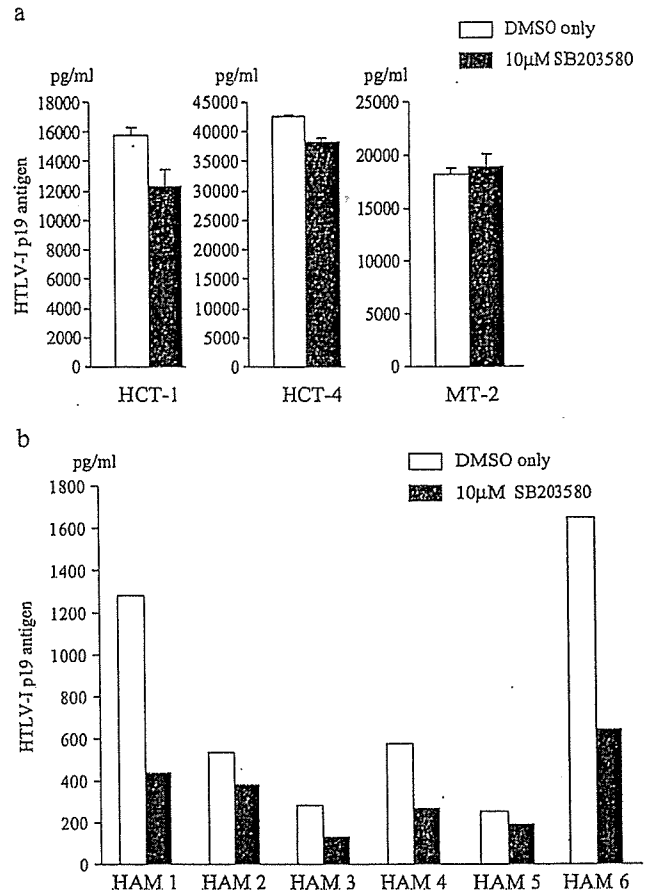 a
DMSO only
10μM SB203580
pg/ml
pg/ml
pg/ml
HTLV-I p19 antigen
18000
16000
14000
12000
10000
8000
6000
4000
2000
0
HCT-1
45000
40000
35000
30000
25000
20000
15000
10000
5000
0
HCT-4
25000
20000
15000
10000
5000
0
MT-2
b
pg/ml
DMSO only
10μM SB203580
HTLV-I p19 antigen
1800
1600
1400
1200
1000
800
600
400
200
0
HAM 1
HAM 2
HAM 3
HAM 4
HAM 5
HAM 6